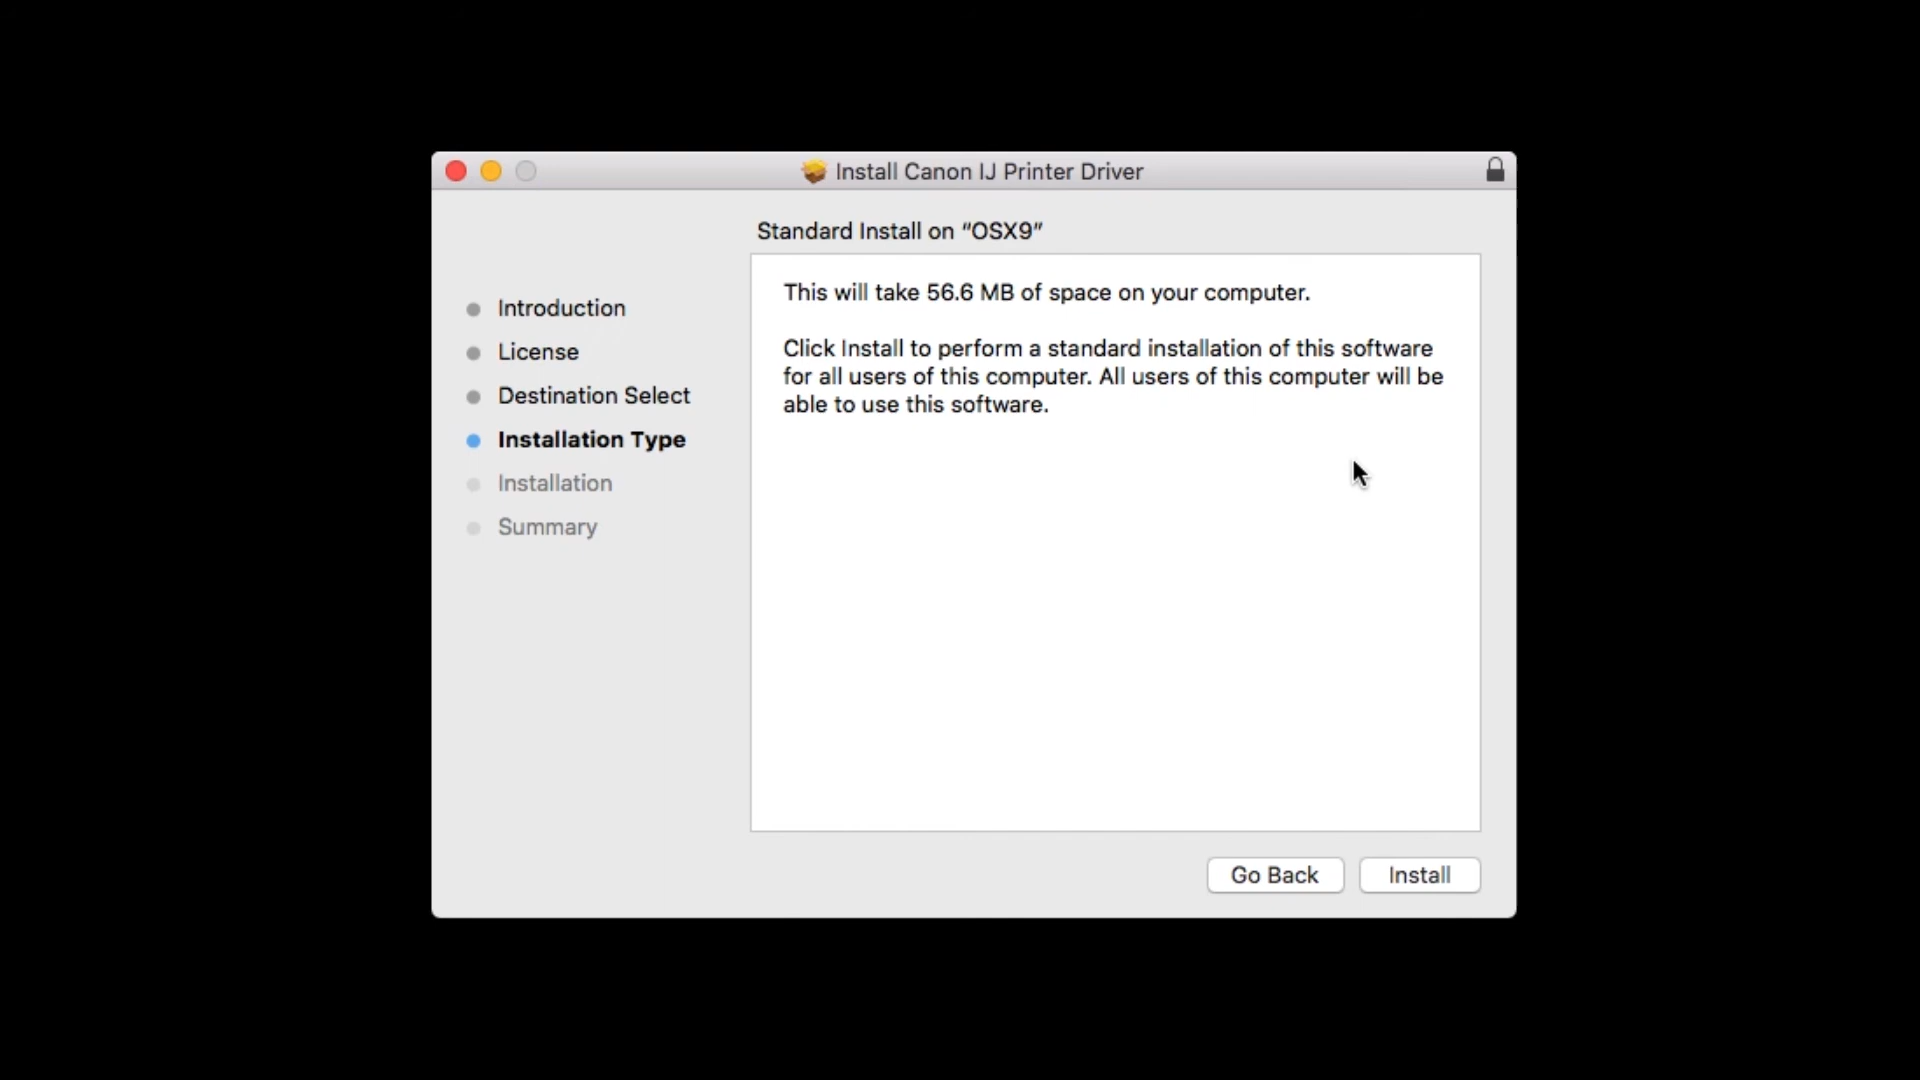 Install Canon IJ Printer Driver
Standard Install on “OSX9”
Introduction
License
Destination Select
Installation Type
Installation
Summary
This will take 56.6 MB of space on your computer.
Click Install to perform a standard installation of this software
for all users of this computer. All users of this computer will be
able to use this software.
Go Back
Install